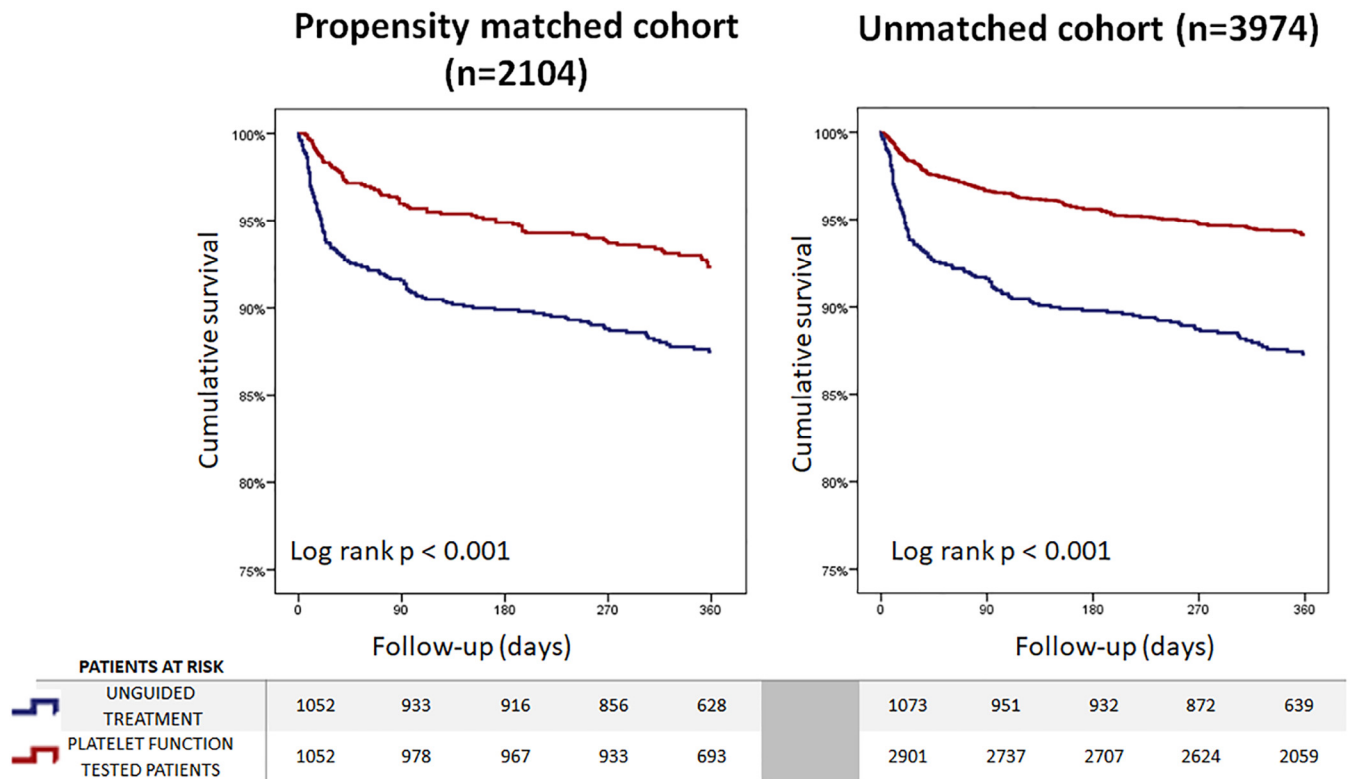 Propensity matched cohort
(n=2104)
Unmatched cohort (n=3974)
Cumulative survival
100%
95%
90%
85%
80%
75%
Log rank p < 0.001
0 90 180 270 360
Follow-up (days)
Cumulative survival
100%
95%
90%
85%
80%
75%
Log rank p < 0.001
0 90 180 270 360
Follow-up (days)
PATIENTS AT RISK
UNGUIDED
TREATMENT
1052 933 916 856 628 1073 951 932 872 639
PLATELET FUNCTION
TESTED PATIENTS
1052 978 967 933 693 2901 2737 2707 2624 2059